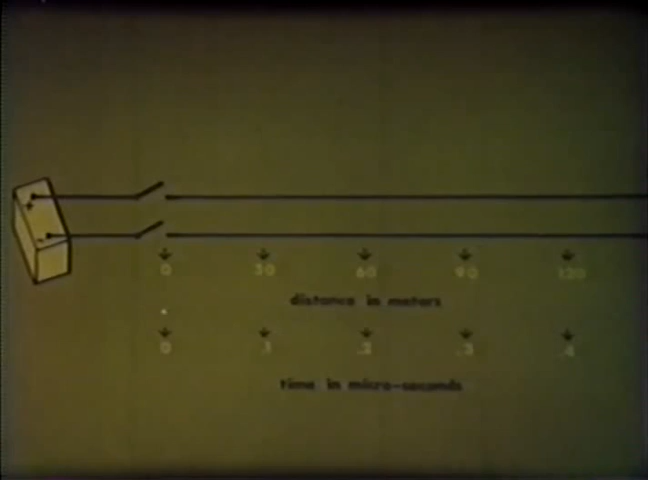 +
-
0 30 60 90 120
distance in meters
0 .1 .2 .3 .4
time in micro-seconds